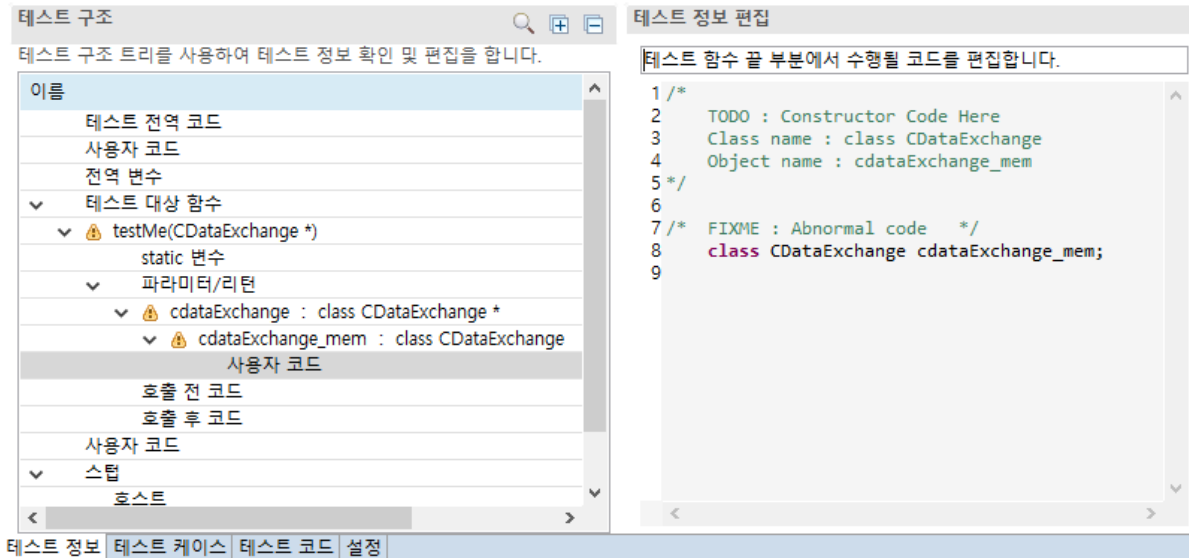 테스트 구조
테스트 구조 트리를 사용하여 테스트 정보 확인 및 편집을 합니다.
이름
테스트 전역 코드
사용자 코드
전역 변수
테스트 대상 함수
testMe(CDataExchange *)
static 변수
파라미터/리턴
cdataExchange : class CDataExchange *
cdataExchange_mem : class CDataExchange
사용자 코드
호출 전 코드
호출 후 코드
사용자 코드
스텁
호스트
테스트 정보 편집
테스트 함수 끝 부분에서 수행될 코드를 편집합니다.
1 /*
2 TODO : Constructor Code Here
3 Class name : class CDataExchange
4 Object name : cdataExchange_mem
5 */
6
7 /* FIXME : Abnormal code */
8 class CDataExchange cdataExchange_mem;
9
테스트 정보 테스트 케이스 테스트 코드 설정